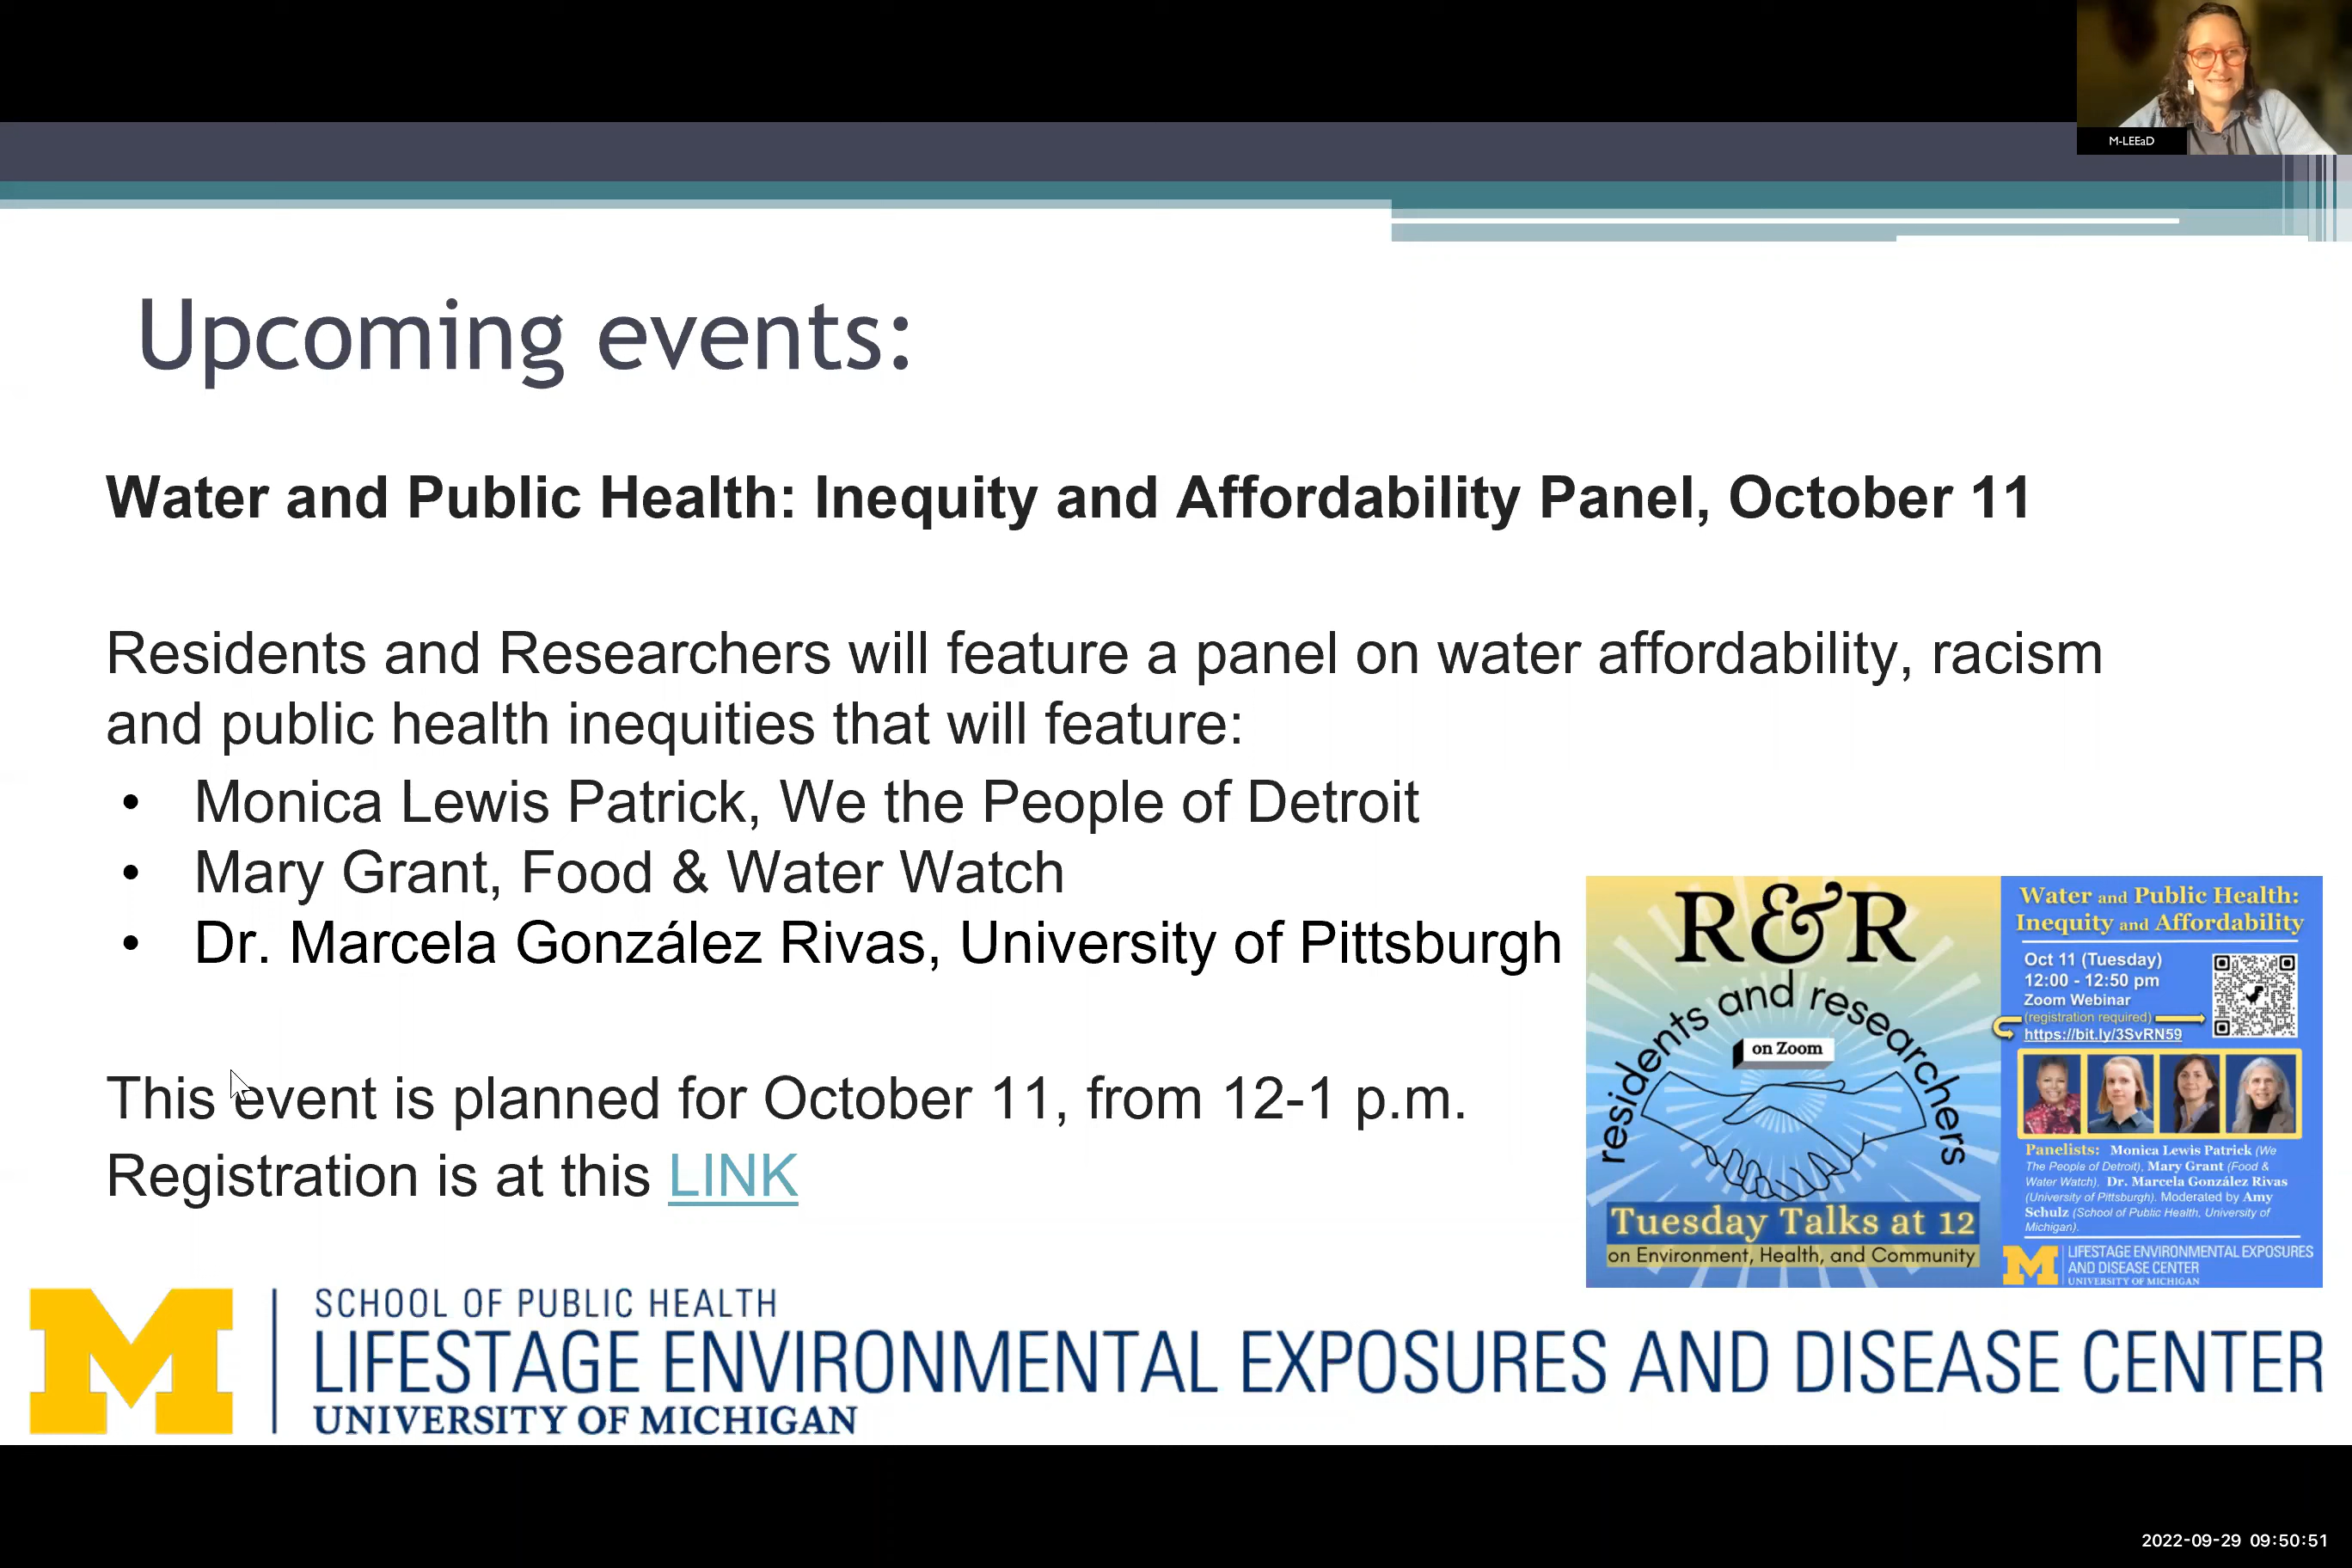 M-LEEaD
Upcoming events:
Water and Public Health: Inequity and Affordability Panel, October 11
Residents and Researchers will feature a panel on water affordability, racism
and public health inequities that will feature:
• Monica Lewis Patrick, We the People of Detroit
• Mary Grant, Food & Water Watch
• Dr. Marcela González Rivas, University of Pittsburgh
This event is planned for October 11, from 12-1 p.m.
Registration is at this LINK
R&R
residents and researchers
on Zoom
Tuesday Talks at 12
on Environment, Health, and Community
Water and Public Health:
Inequity and Affordability
Oct 11 (Tuesday)
12:00 - 12:50 pm
Zoom Webinar
(registration required)
https://bit.ly/3SvRN59
Panelists: Monica Lewis Patrick (We
The People of Detroit), Mary Grant (Food &
Water Watch), Dr. Marcela González Rivas
(University of Pittsburgh). Moderated by Amy
Schulz (School of Public Health, University of
Michigan).
M LIFESTAGE ENVIRONMENTAL EXPOSURES
AND DISEASE CENTER
UNIVERSITY OF MICHIGAN
M
SCHOOL OF PUBLIC HEALTH
LIFESTAGE ENVIRONMENTAL EXPOSURES AND DISEASE CENTER
UNIVERSITY OF MICHIGAN
2022-09-29 09:50:51